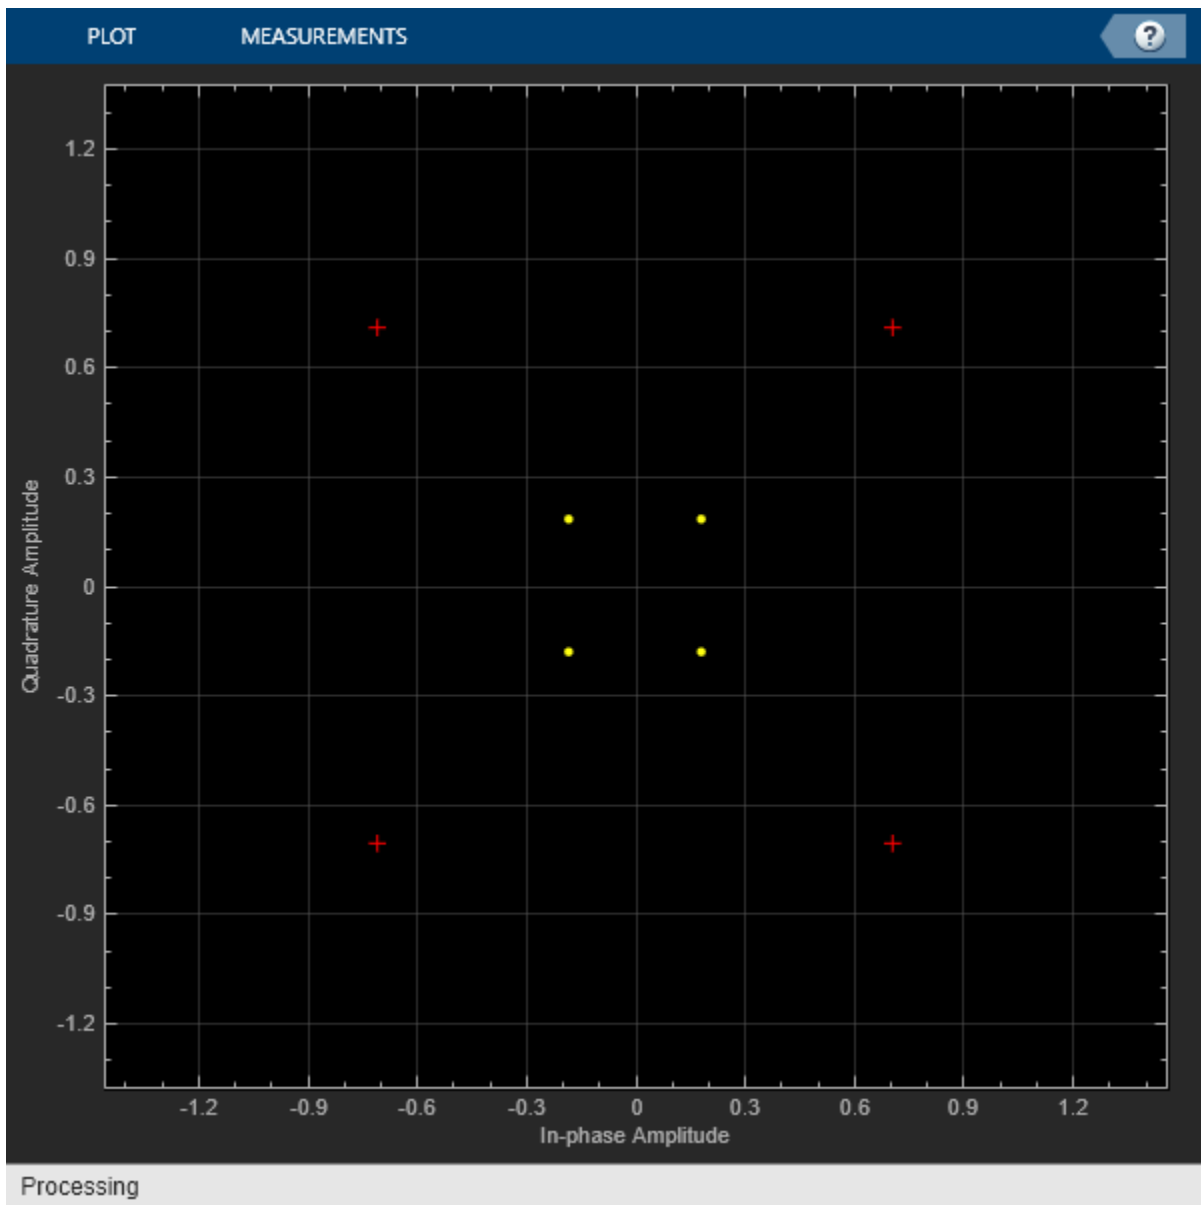 PLOT MEASUREMENTS ?
1.2
0.9
0.6
0.3
0
-0.3
-0.6
-0.9
-1.2
Quadrature Amplitude
-1.2 -0.9 -0.6 -0.3 0 0.3 0.6 0.9 1.2
In-phase Amplitude
Processing